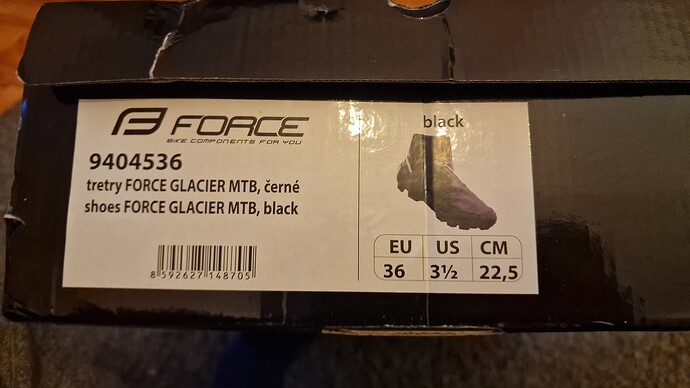 FORCE
BIKE COMPONENTS FOR YOU
9404536
tretry FORCE GLACIER MTB, černé
shoes FORCE GLACIER MTB, black
8 592627 148705
black
EU US CM
36 3½ 22,5